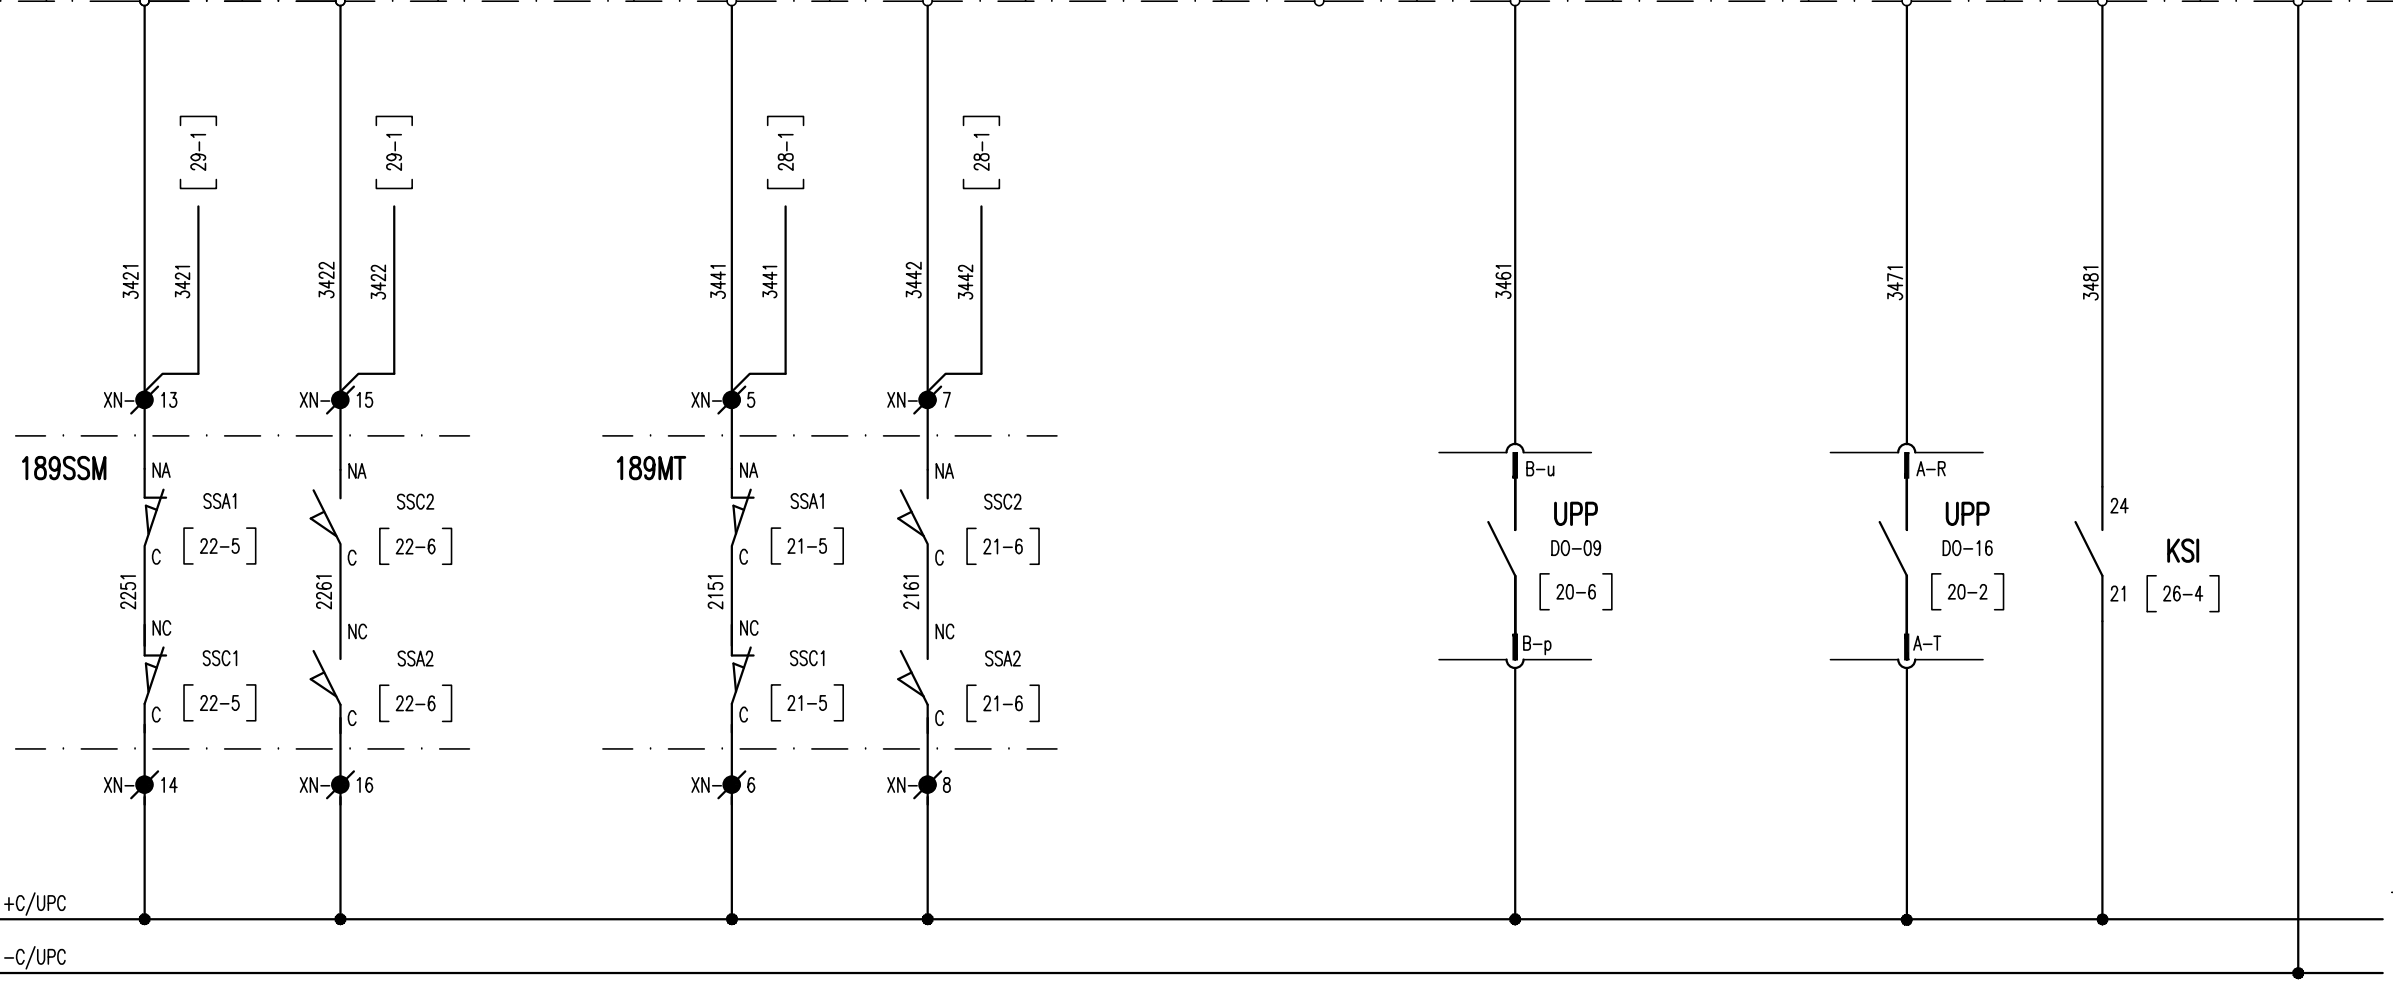 29-1
29-1
28-1
28-1
3421
3421
3422
3422
3441
3441
3442
3442
3461
3471
3481
XN- 13
XN- 15
XN- 5
XN- 7
189SSM
NA
NA
189MT
NA
NA
B-u
A-R
SSA1
SSC2
SSA1
SSC2
UPP
UPP
24
22-5
22-6
21-5
21-6
DO-09
DO-16
KSI
C
C
C
C
2251
2261
2151
2161
20-6
20-2
21
26-4
NC
NC
NC
NC
B-p
A-T
SSC1
SSA2
SSC1
SSA2
22-5
22-6
21-5
21-6
C
C
C
C
XN- 14
XN- 16
XN- 6
XN- 8
+C/UPC
-C/UPC